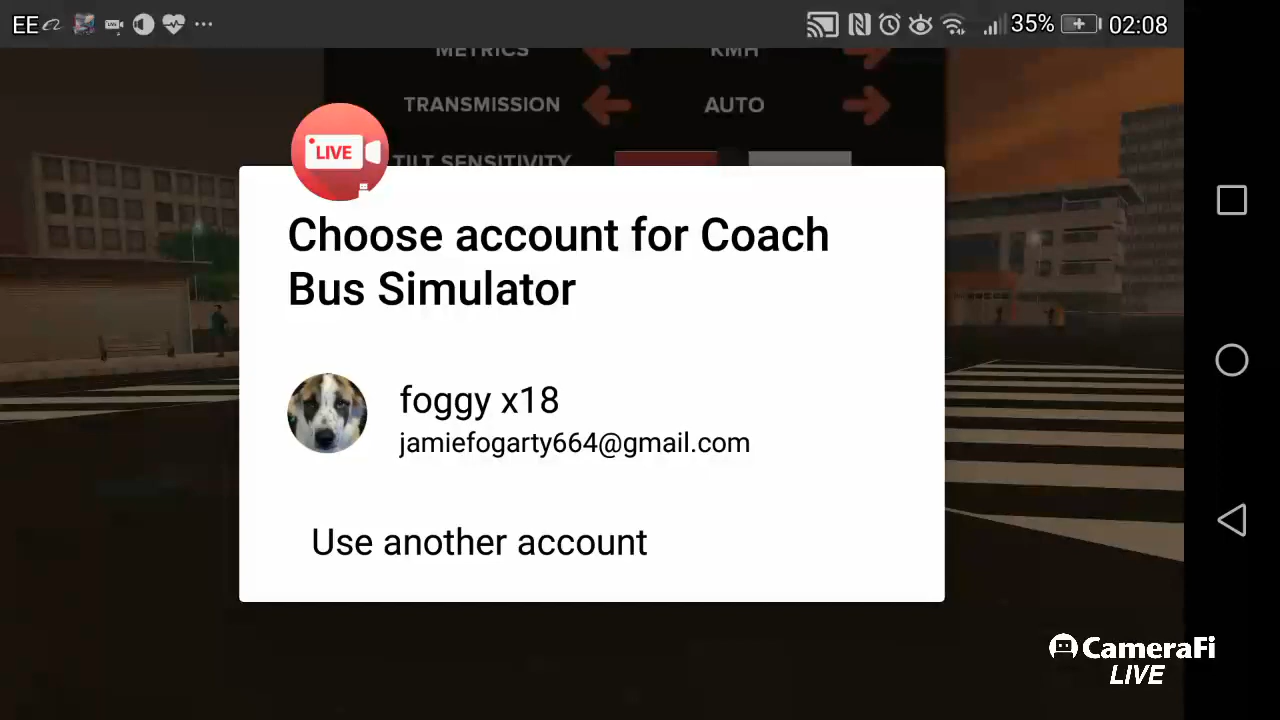 EE 35% 02:08
METRICS KMH
TRANSMISSION AUTO
LIVE TILT SENSITIVITY
Choose account for Coach
Bus Simulator
foggy x18
jamiefogarty664@gmail.com
Use another account
CameraFi
LIVE